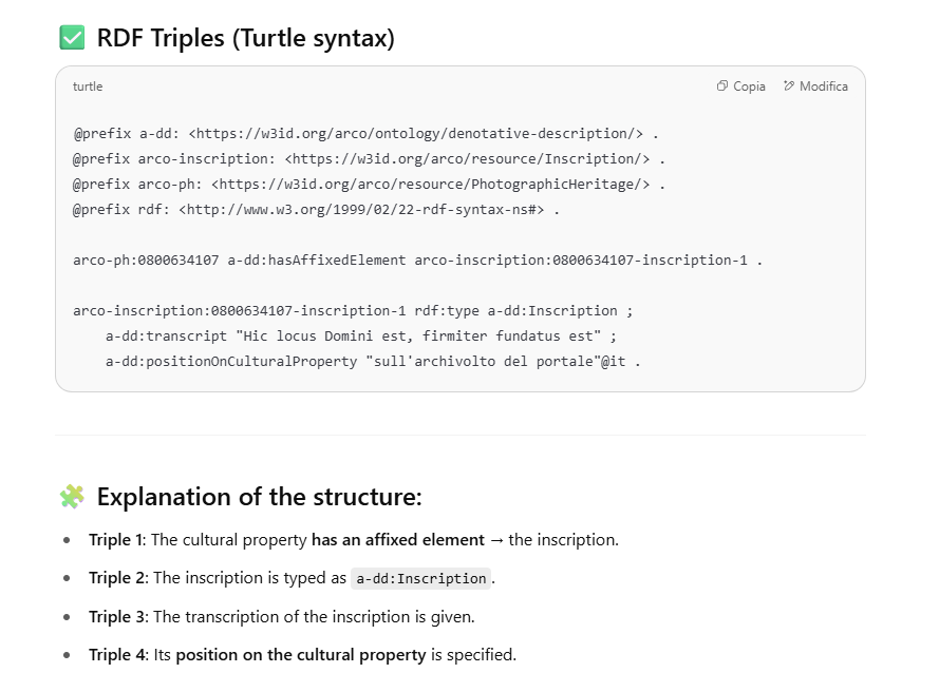 ✅ RDF Triples (Turtle syntax)
turtle
Copia
Modifica
@prefix a-dd: <https://w3id.org/arco/ontology/denotative-description/> .
@prefix arco-inscription: <https://w3id.org/arco/resource/Inscription/> .
@prefix arco-ph: <https://w3id.org/arco/resource/PhotographicHeritage/> .
@prefix rdf: <http://www.w3.org/1999/02/22-rdf-syntax-ns#> .
arco-ph:0800634107 a-dd:hasAffixedElement arco-inscription:0800634107-inscription-1 .
arco-inscription:0800634107-inscription-1 rdf:type a-dd:Inscription ;
    a-dd:transcript "Hic locus Domini est, firmiter fundatus est" ;
    a-dd:positionOnCulturalProperty "sull'archivolto del portale"@it .
🧩 Explanation of the structure:
• Triple 1: The cultural property has an affixed element → the inscription.
• Triple 2: The inscription is typed as a-dd:Inscription.
• Triple 3: The transcription of the inscription is given.
• Triple 4: Its position on the cultural property is specified.